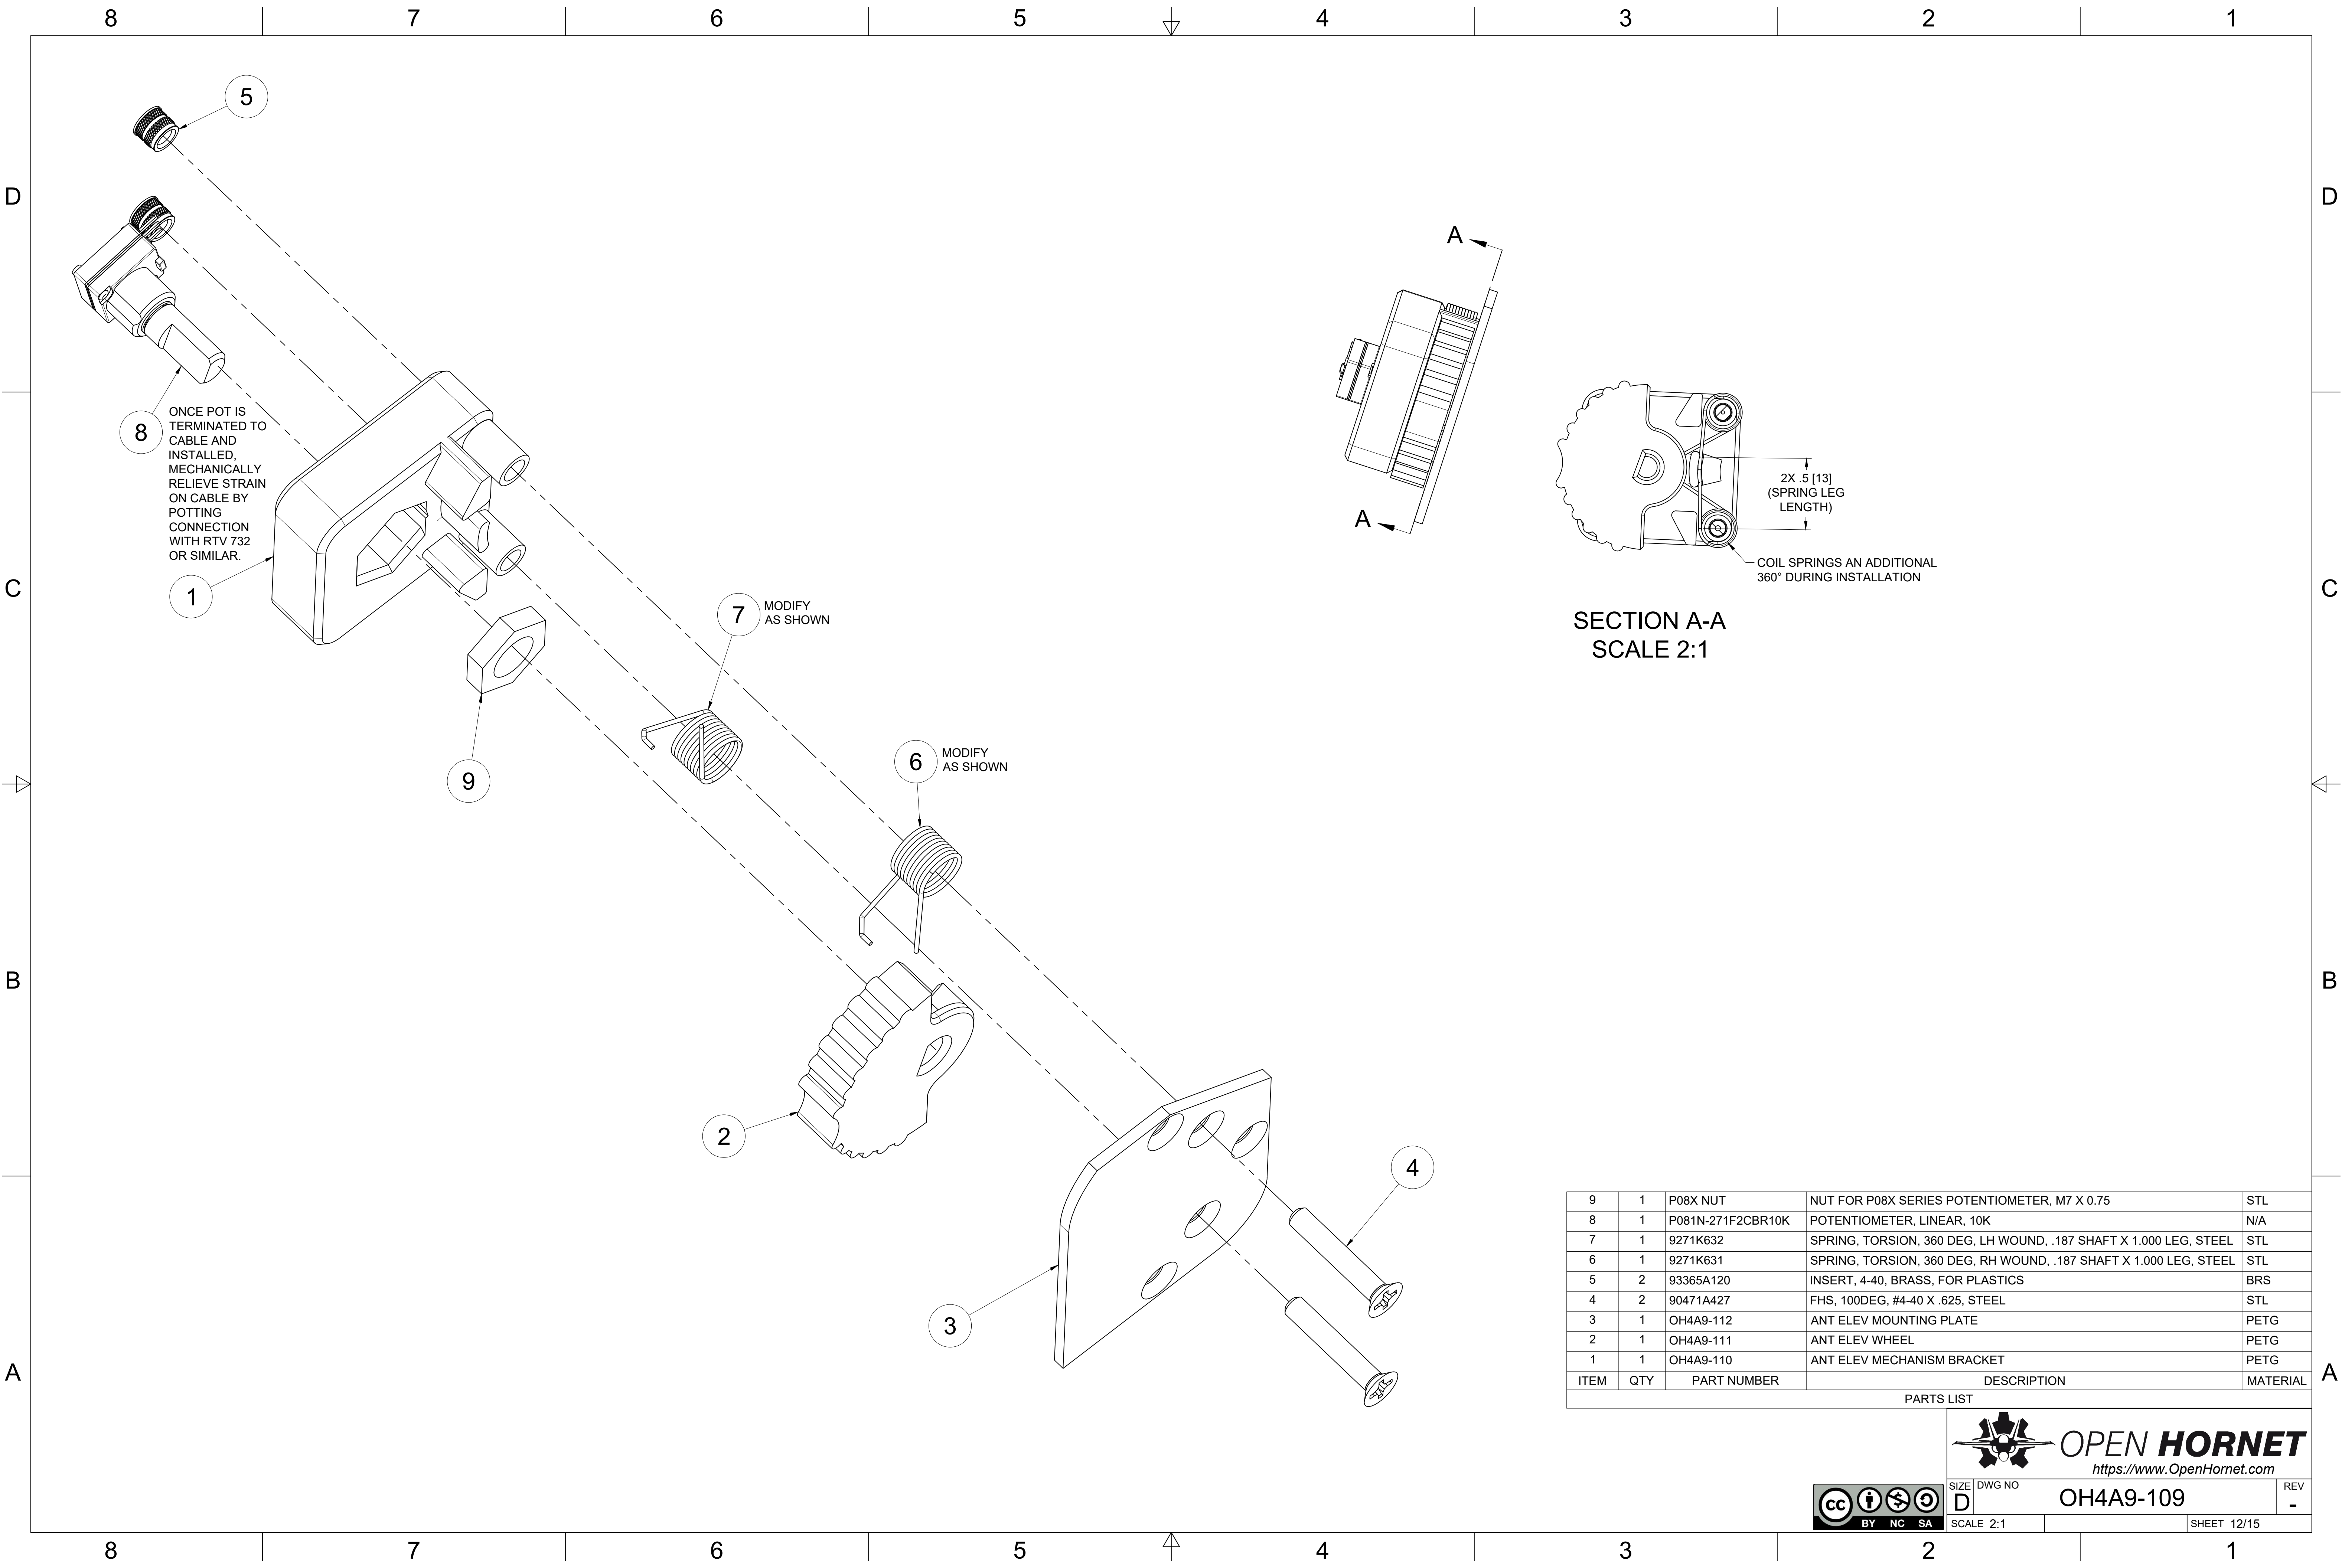 8 7 6 5 4 3 2 1
D D
C C
B B
A A
5
8
ONCE POT IS
TERMINATED TO
CABLE AND
INSTALLED,
MECHANICALLY
RELIEVE STRAIN
ON CABLE BY
POTTING
CONNECTION
WITH RTV 732
OR SIMILAR.
1
7
MODIFY
AS SHOWN
9
6
MODIFY
AS SHOWN
2
3
4
A
A
2X .5 [13]
(SPRING LEG
LENGTH)
COIL SPRINGS AN ADDITIONAL
360° DURING INSTALLATION
SECTION A-A
SCALE 2:1
9 1 P08X NUT NUT FOR P08X SERIES POTENTIOMETER, M7 X 0.75 STL
8 1 P081N-271F2CBR10K POTENTIOMETER, LINEAR, 10K N/A
7 1 9271K632 SPRING, TORSION, 360 DEG, LH WOUND, .187 SHAFT X 1.000 LEG, STEEL STL
6 1 9271K631 SPRING, TORSION, 360 DEG, RH WOUND, .187 SHAFT X 1.000 LEG, STEEL STL
5 2 93365A120 INSERT, 4-40, BRASS, FOR PLASTICS BRS
4 2 90471A427 FHS, 100DEG, #4-40 X .625, STEEL STL
3 1 OH4A9-112 ANT ELEV MOUNTING PLATE PETG
2 1 OH4A9-111 ANT ELEV WHEEL PETG
1 1 OH4A9-110 ANT ELEV MECHANISM BRACKET PETG
ITEM QTY PART NUMBER DESCRIPTION MATERIAL
PARTS LIST
OPEN HORNET
https://www.OpenHornet.com
cc BY NC SA
SIZE D DWG NO OH4A9-109 REV -
SCALE 2:1 SHEET 12/15
8 7 6 5 4 3 2 1